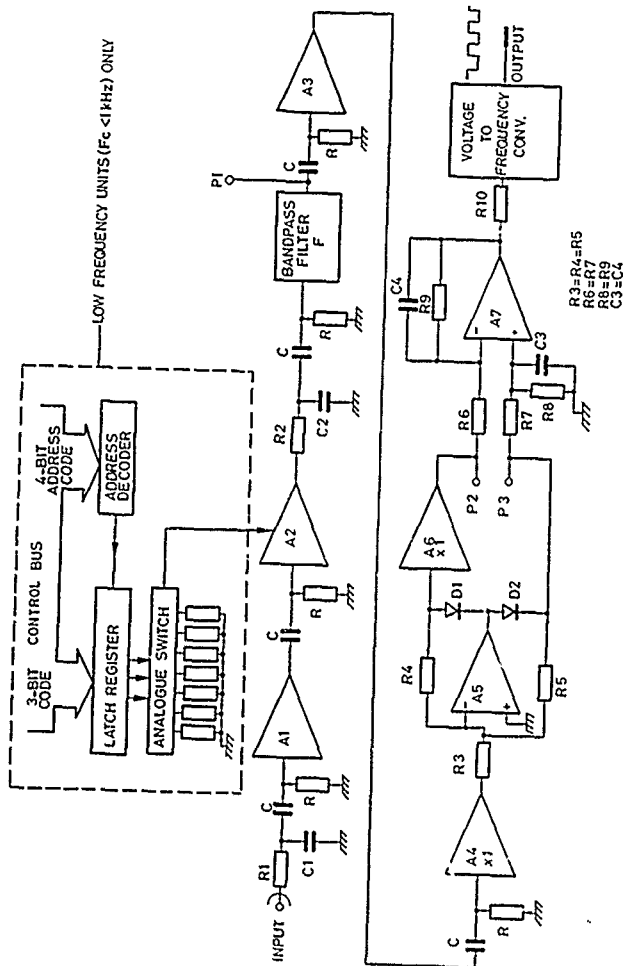 LOW FREQUENCY UNITS (Fc <1kHz) ONLY
3-BIT
CODE
CONTROL BUS
4-BIT
ADDRESS
CODE
LATCH REGISTER
ADDRESS
DECODER
ANALOGUE SWITCH
INPUT
R1
C1
C
R
A1
C
R
A2
R2
C2
C
R
BANDPASS
FILTER
F
P1
C
R
A3
C
R
A4
x1
R3
R4
A5
-
+
R5
D1
D2
A6
x1
P2
P3
R6
R7
R8
C3
C4
R9
-
+
A7
R10
VOLTAGE
TO
FREQUENCY
CONV.
OUTPUT
R3=R4=R5
R6=R7
R8=R9
C3=C4